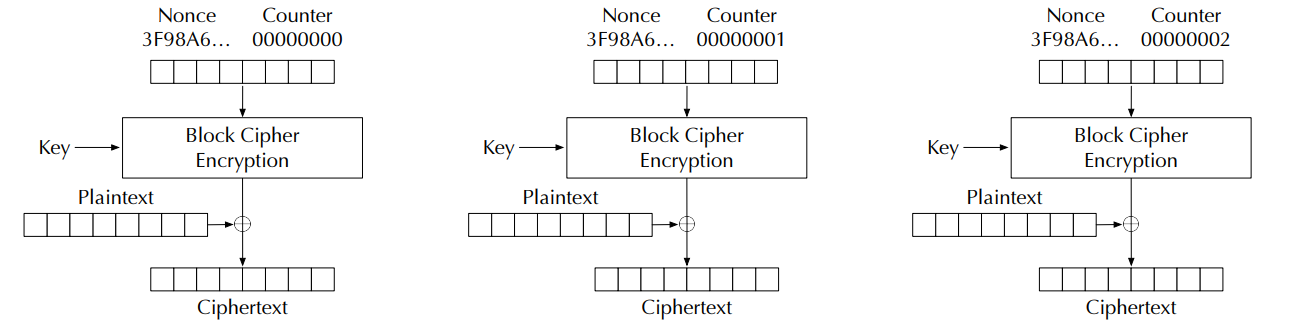 Nonce Counter
3F98A6… 00000000
Key
Block Cipher
Encryption
Plaintext
Ciphertext
Nonce Counter
3F98A6… 00000001
Key
Block Cipher
Encryption
Plaintext
Ciphertext
Nonce Counter
3F98A6… 00000002
Key
Block Cipher
Encryption
Plaintext
Ciphertext